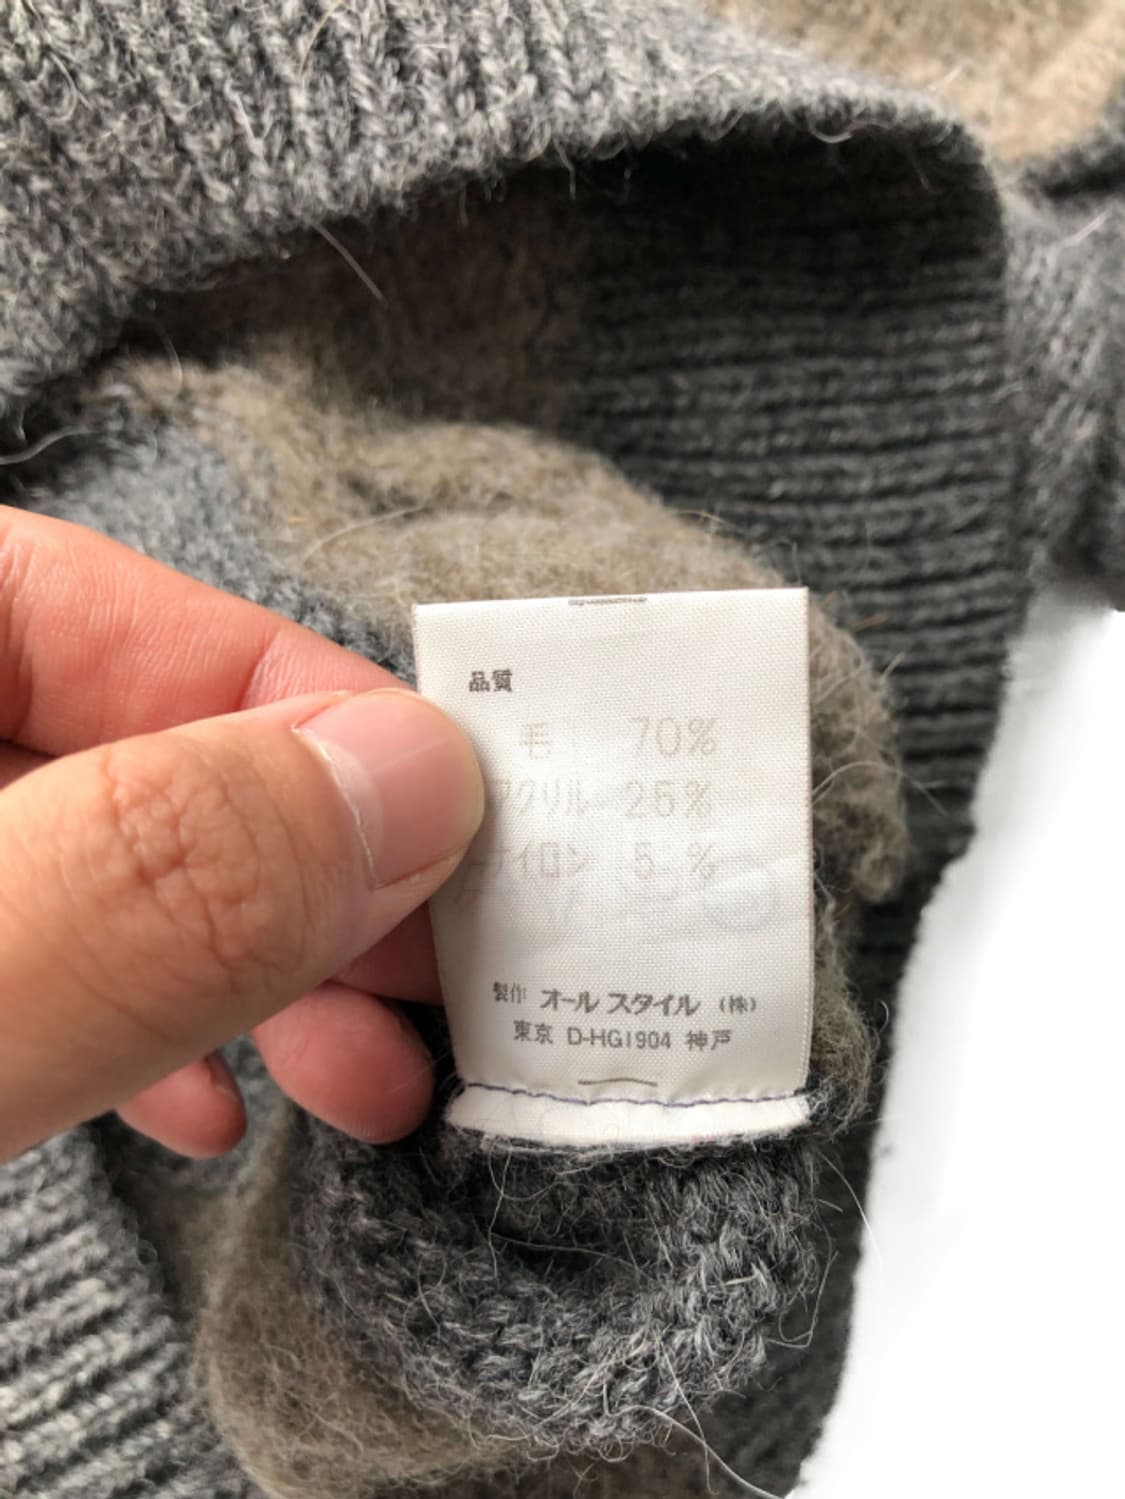 品質
毛 70%
アクリル 25%
ナイロン 5 %
製作 オールスタイル (株)
東京 D-HG1904 神戸